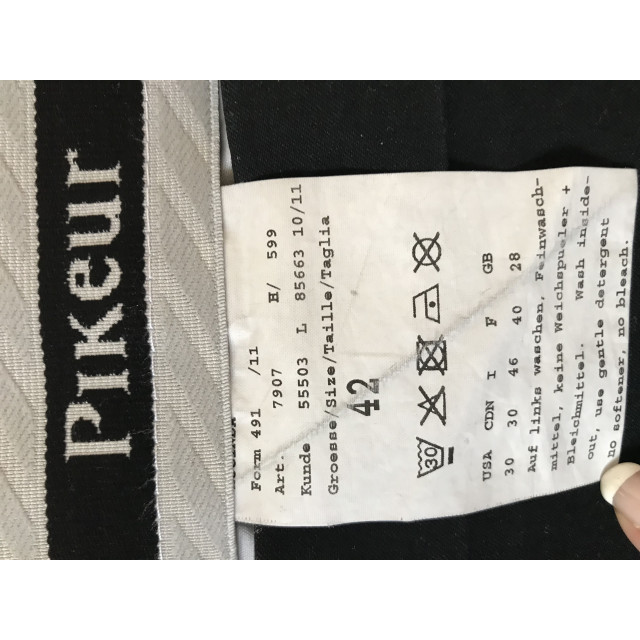 PIKeur
Form 491 /11
Art. 7907 H/ 599
Kunde 55503 L 85663 10/11
Groesse/Size/Taille/Taglia
42
30
USA CDN I F GB
30 30 46 40 28
Auf links waschen, Feinwasch-
mittel, keine Weichspueler +
Bleichmittel. Wash inside-
out, use gentle detergent
no softener, no bleach.